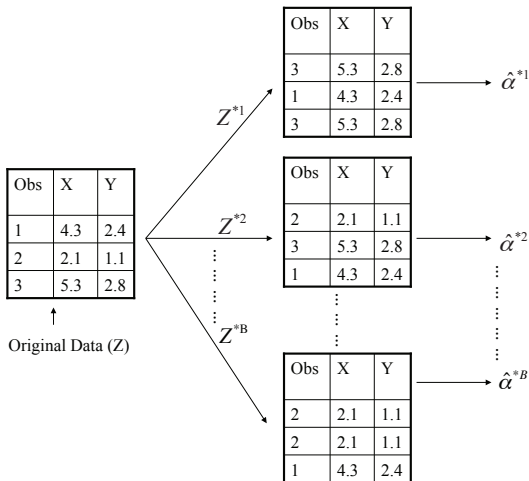 Obs X Y
3 5.3 2.8
1 4.3 2.4
3 5.3 2.8
α̂*1
Z*1
Obs X Y
1 4.3 2.4
2 2.1 1.1
3 5.3 2.8
Original Data (Z)
Z*2
Obs X Y
2 2.1 1.1
3 5.3 2.8
1 4.3 2.4
α̂*2
Z*B
Obs X Y
2 2.1 1.1
2 2.1 1.1
1 4.3 2.4
α̂*B